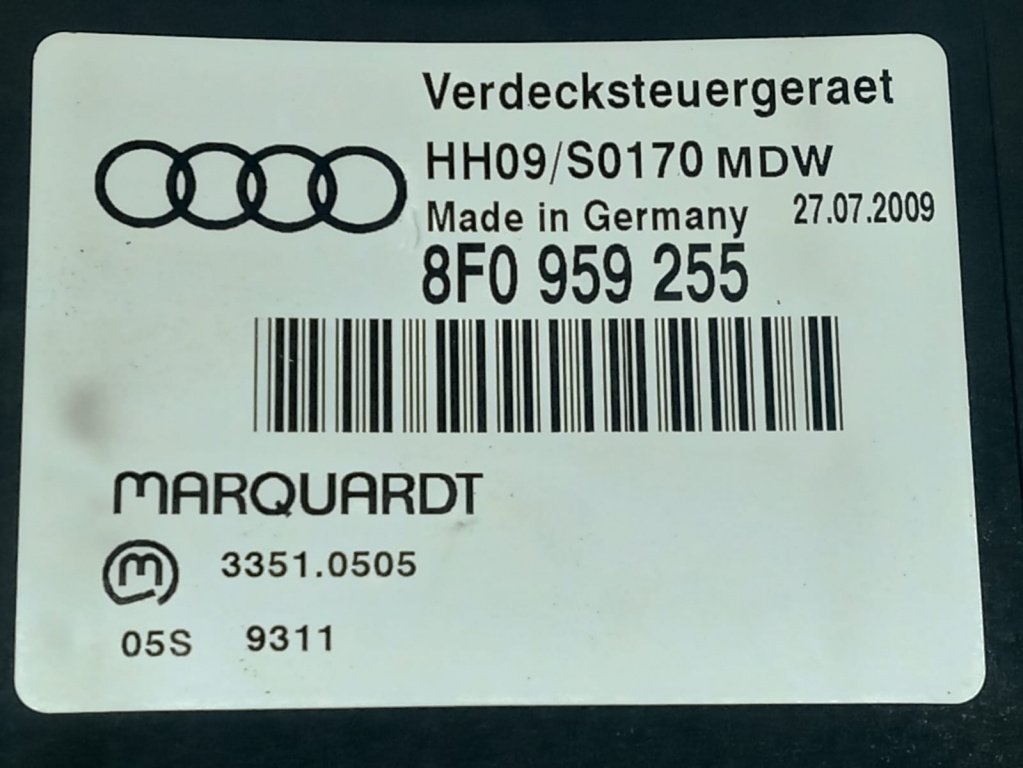 Verdecksteuergeraet
HH09/S0170 MDW
Made in Germany 27.07.2009
8F0 959 255
MARQUARDT
m 3351.0505
05S 9311